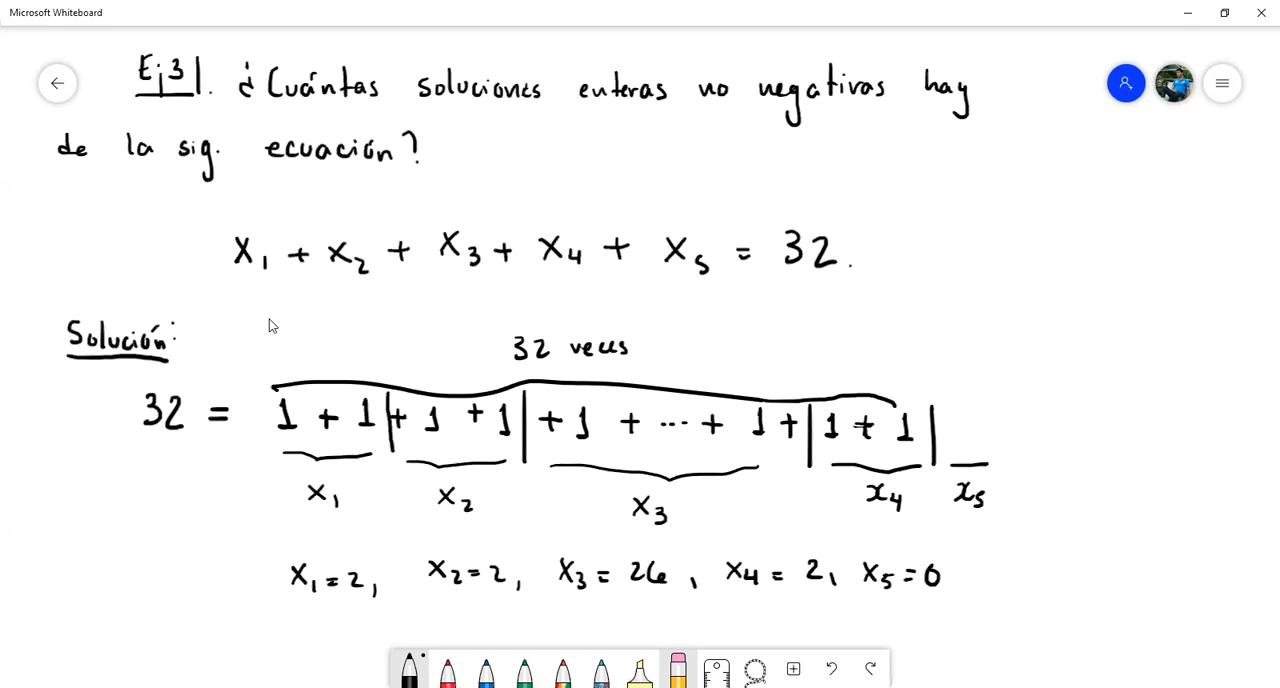 Microsoft Whiteboard
Ej3|. ¿Cuántas soluciones enteras no negativas hay
de la sig. ecuación?
x₁ + x₂ + x₃ + x₄ + x₅ = 32.
Solución:
32 veces
32 = 1 + 1 | + 1 + 1 | + 1 + ... + 1 + | 1 + 1 |
x₁ x₂ x₃ x₄ x₅
x₁ = 2, x₂ = 2, x₃ = 26, x₄ = 2, x₅ = 0